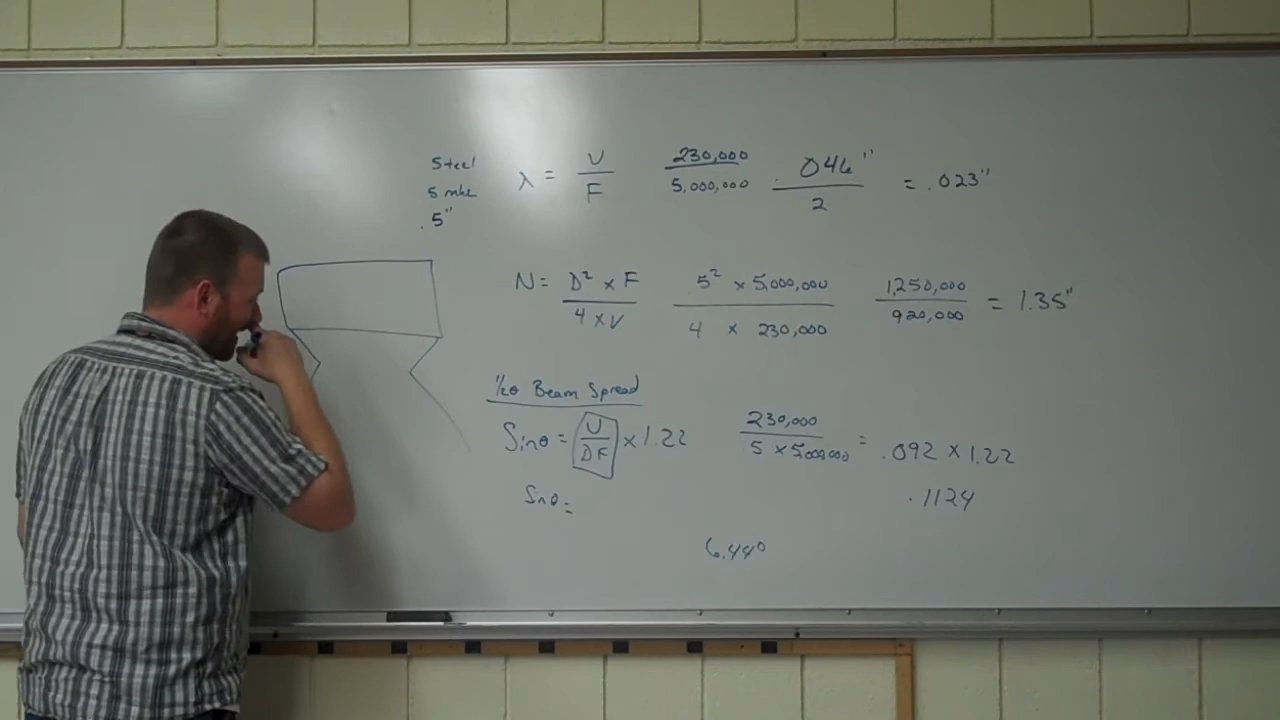 Steel
5 mhz
.5"
λ = V/F 230,000/5,000,000 .046"/2 = .023"
N = D² x F/4 x V 5² x 5,000,000/4 x 230,000 1,250,000/920,000 = 1.35"
1/2θ Beam Spread
Sinθ = V/DF x 1.22 230,000/5 x 5,000,000 = .092 x 1.22
Sinθ = .1124
6.44°